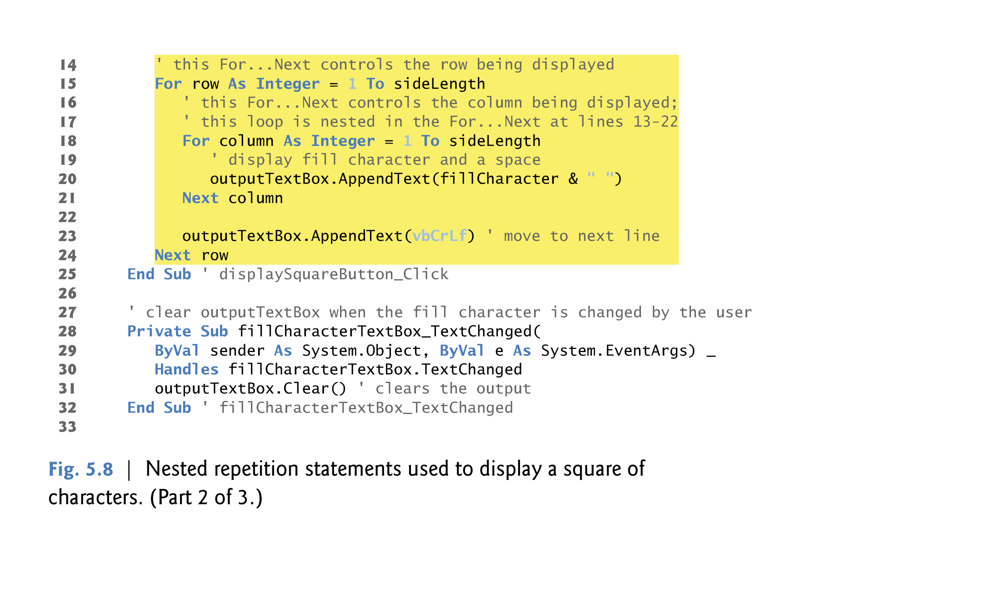 14 ' this For...Next controls the row being displayed
15 For row As Integer = 1 To sideLength
16 ' this For...Next controls the column being displayed;
17 ' this loop is nested in the For...Next at lines 13-22
18 For column As Integer = 1 To sideLength
19 ' display fill character and a space
20 outputTextBox.AppendText(fillCharacter & " ")
21 Next column
22
23 outputTextBox.AppendText(vbCrLf) ' move to next line
24 Next row
25 End Sub ' displaySquareButton_Click
26
27 ' clear outputTextBox when the fill character is changed by the user
28 Private Sub fillCharacterTextBox_TextChanged(
29 ByVal sender As System.Object, ByVal e As System.EventArgs) _
30 Handles fillCharacterTextBox.TextChanged
31 outputTextBox.Clear() ' clears the output
32 End Sub ' fillCharacterTextBox_TextChanged
33
Fig. 5.8 | Nested repetition statements used to display a square of
characters. (Part 2 of 3.)